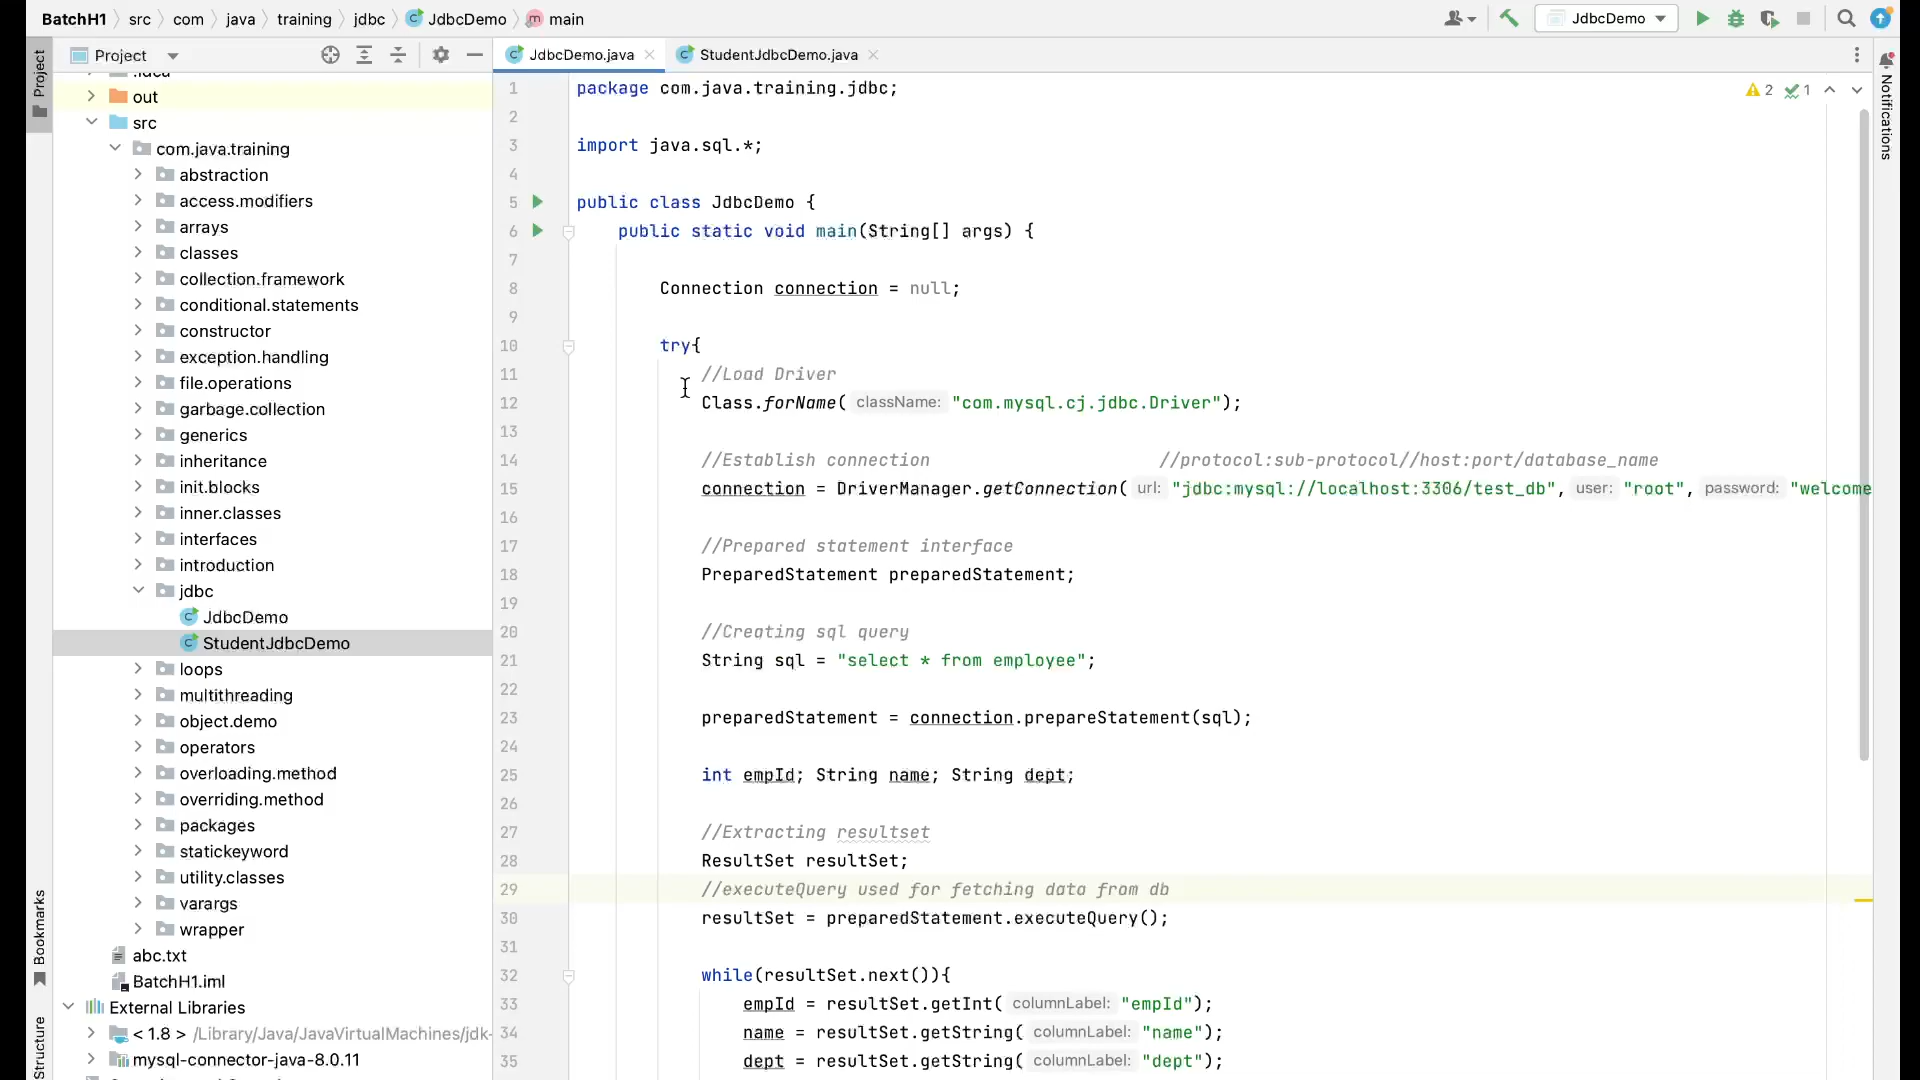 BatchH1 src com java training jdbc JdbcDemo main
JdbcDemo
Project
JdbcDemo.java
StudentJdbcDemo.java
Project
Bookmarks
Structure
Notifications
2 1
.idea
out
src
com.java.training
abstraction
access.modifiers
arrays
classes
collection.framework
conditional.statements
constructor
exception.handling
file.operations
garbage.collection
generics
inheritance
init.blocks
inner.classes
interfaces
introduction
jdbc
JdbcDemo
StudentJdbcDemo
loops
multithreading
object.demo
operators
overloading.method
overriding.method
packages
statickeyword
utility.classes
varargs
wrapper
abc.txt
BatchH1.iml
External Libraries
< 1.8 > /Library/Java/JavaVirtualMachines/jdk-
mysql-connector-java-8.0.11
1 package com.java.training.jdbc;
2
3 import java.sql.*;
4
5 public class JdbcDemo {
6 public static void main(String[] args) {
7
8 Connection connection = null;
9
10 try{
11 //Load Driver
12 Class.forName( className: "com.mysql.cj.jdbc.Driver");
13
14 //Establish connection //protocol:sub-protocol//host:port/database_name
15 connection = DriverManager.getConnection( url: "jdbc:mysql://localhost:3306/test_db", user: "root", password: "welcome
16
17 //Prepared statement interface
18 PreparedStatement preparedStatement;
19
20 //Creating sql query
21 String sql = "select * from employee";
22
23 preparedStatement = connection.prepareStatement(sql);
24
25 int empId; String name; String dept;
26
27 //Extracting resultset
28 ResultSet resultSet;
29 //executeQuery used for fetching data from db
30 resultSet = preparedStatement.executeQuery();
31
32 while(resultSet.next()){
33 empId = resultSet.getInt( columnLabel: "empId");
34 name = resultSet.getString( columnLabel: "name");
35 dept = resultSet.getString( columnLabel: "dept");